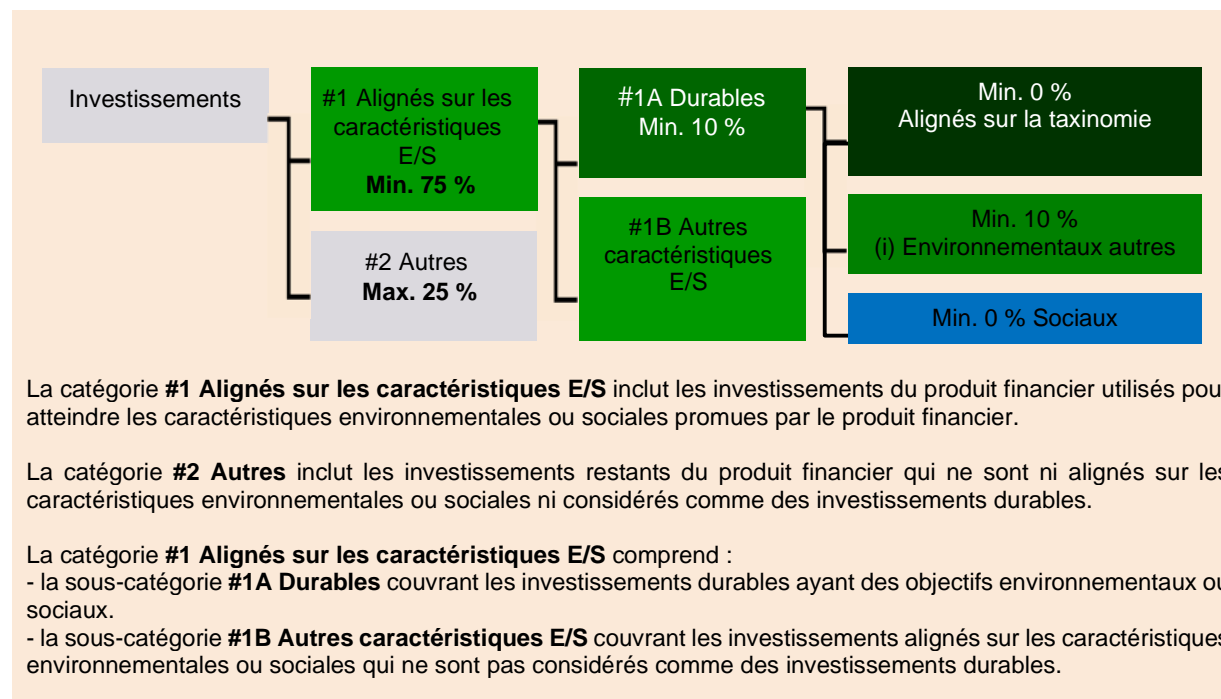 Investissements
#1 Alignés sur les
caractéristiques
E/S
Min. 75 %
#2 Autres
Max. 25 %
#1A Durables
Min. 10 %
#1B Autres
caractéristiques
E/S
Min. 0 %
Alignés sur la taxinomie
Min. 10 %
(i) Environnementaux autres
Min. 0 % Sociaux
La catégorie #1 Alignés sur les caractéristiques E/S inclut les investissements du produit financier utilisés pou
atteindre les caractéristiques environnementales ou sociales promues par le produit financier.
La catégorie #2 Autres inclut les investissements restants du produit financier qui ne sont ni alignés sur les
caractéristiques environnementales ou sociales ni considérés comme des investissements durables.
La catégorie #1 Alignés sur les caractéristiques E/S comprend :
- la sous-catégorie #1A Durables couvrant les investissements durables ayant des objectifs environnementaux ou
sociaux.
- la sous-catégorie #1B Autres caractéristiques E/S couvrant les investissements alignés sur les caractéristiques
environnementales ou sociales qui ne sont pas considérés comme des investissements durables.